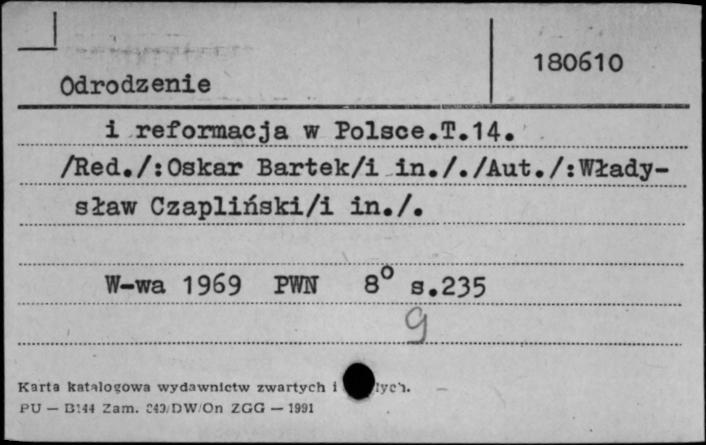 180610
Odrodzenie
i reformacja w Polsce.T.14.
/Red./:Oskar Bartek/i in././Aut./:Włady-
sław Czapliński/i in./.
W-wa 1969 PWN 8° s.235
9
Karta katalogowa wydawnictw zwartych i
PU — B144 Zam. DW/On ZGG — 1991